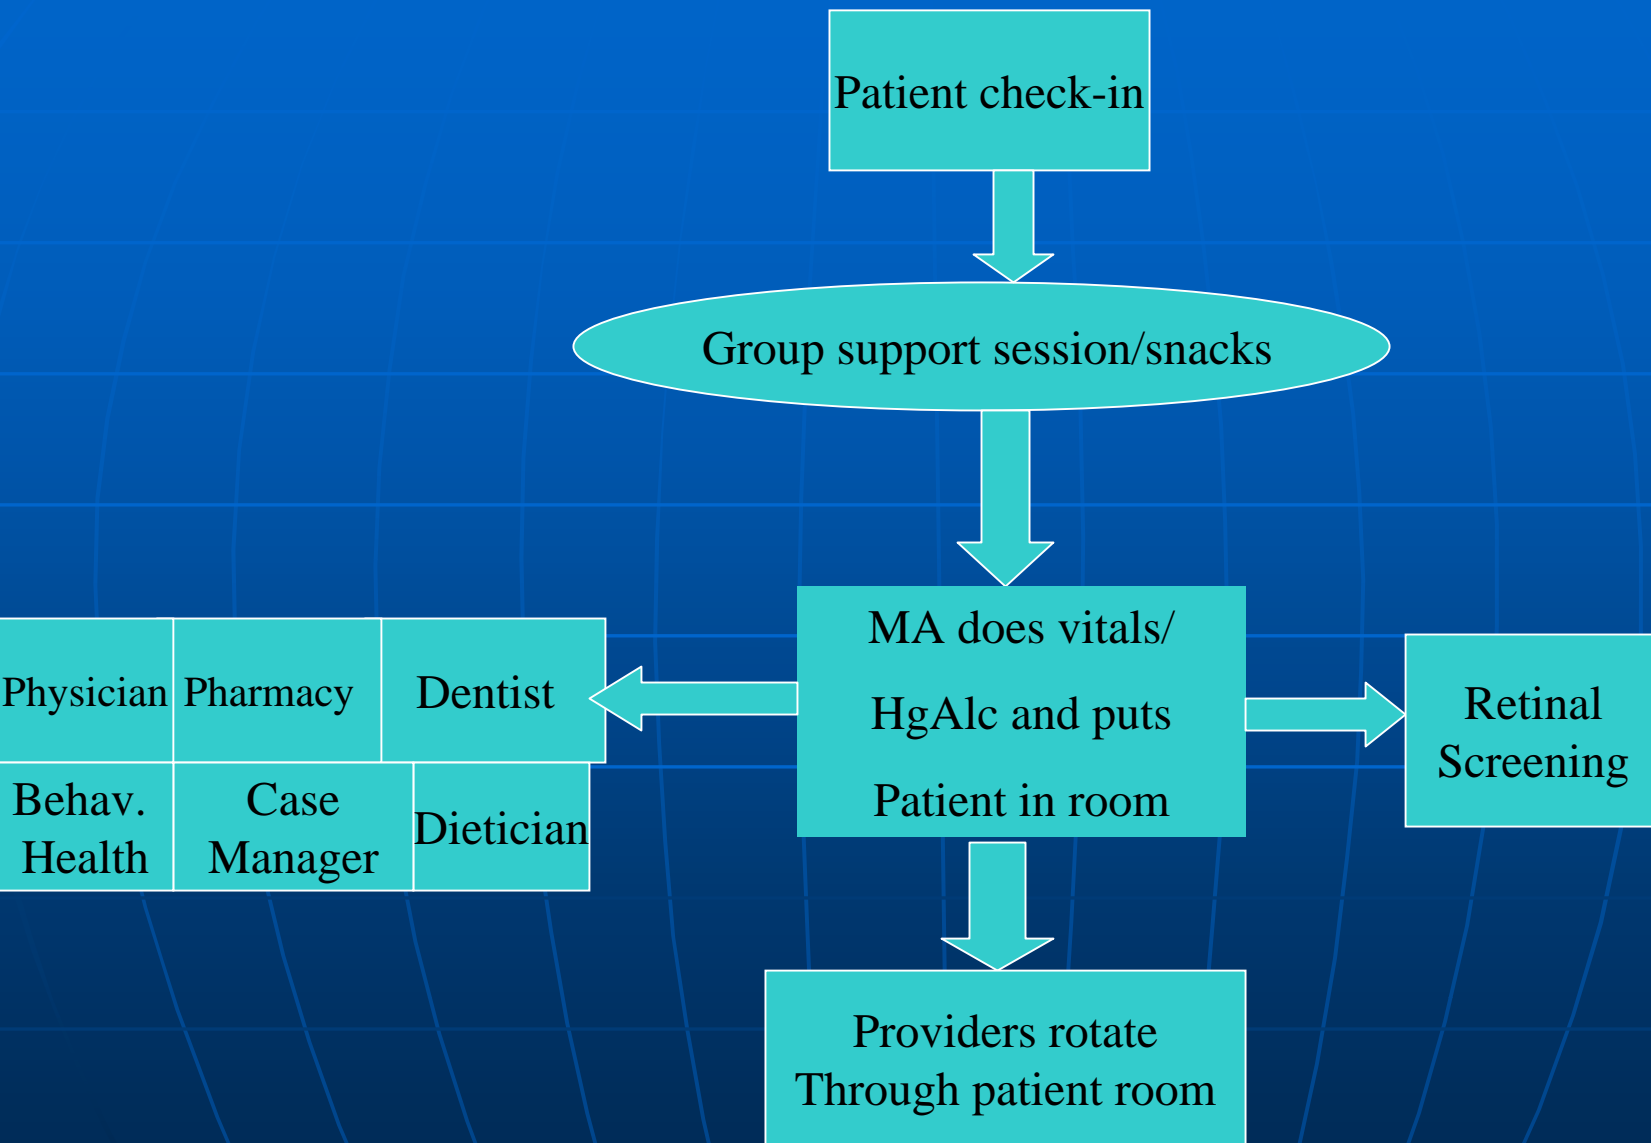 Patient check-in
Group support session/snacks
MA does vitals/
HgAlc and puts
Patient in room
Physician
Pharmacy
Dentist
Behav.
Health
Case
Manager
Dietician
Retinal
Screening
Providers rotate
Through patient room